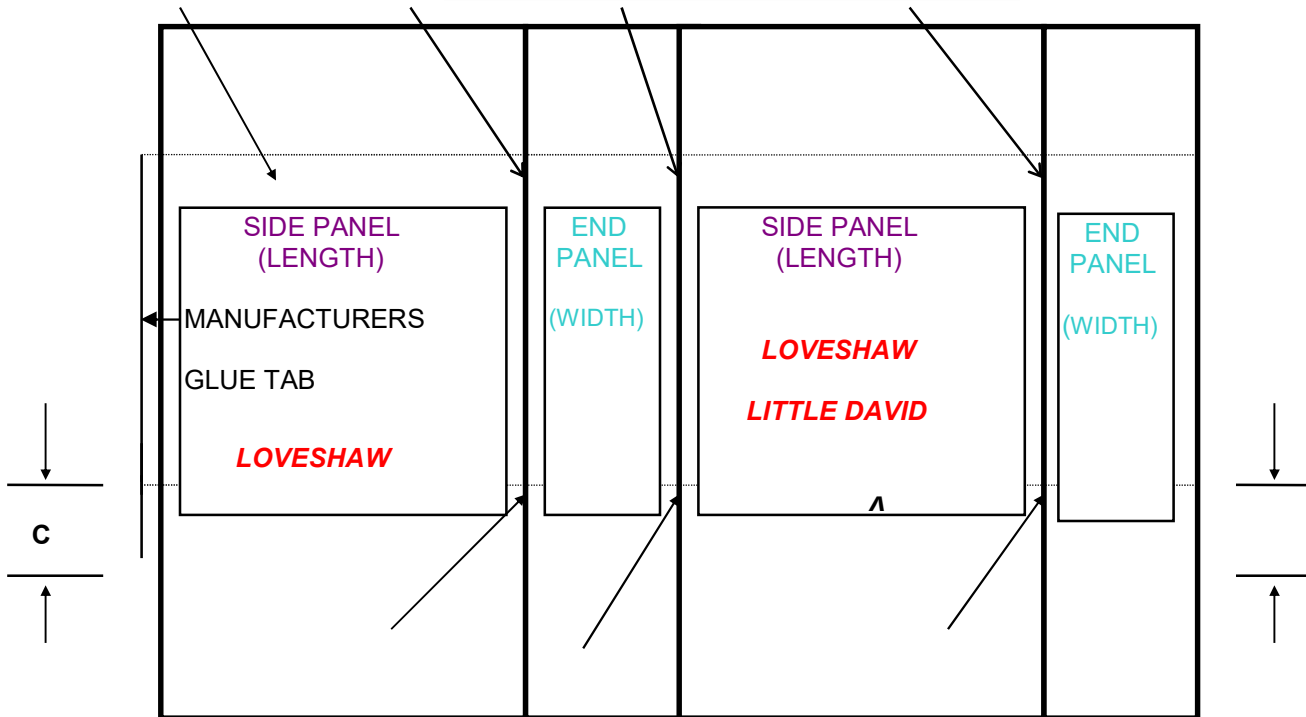 SIDE PANEL
(LENGTH)
MANUFACTURERS
GLUE TAB
LOVESHAW
END
PANEL
(WIDTH)
SIDE PANEL
(LENGTH)
LOVESHAW
LITTLE DAVID
END
PANEL
(WIDTH)
C